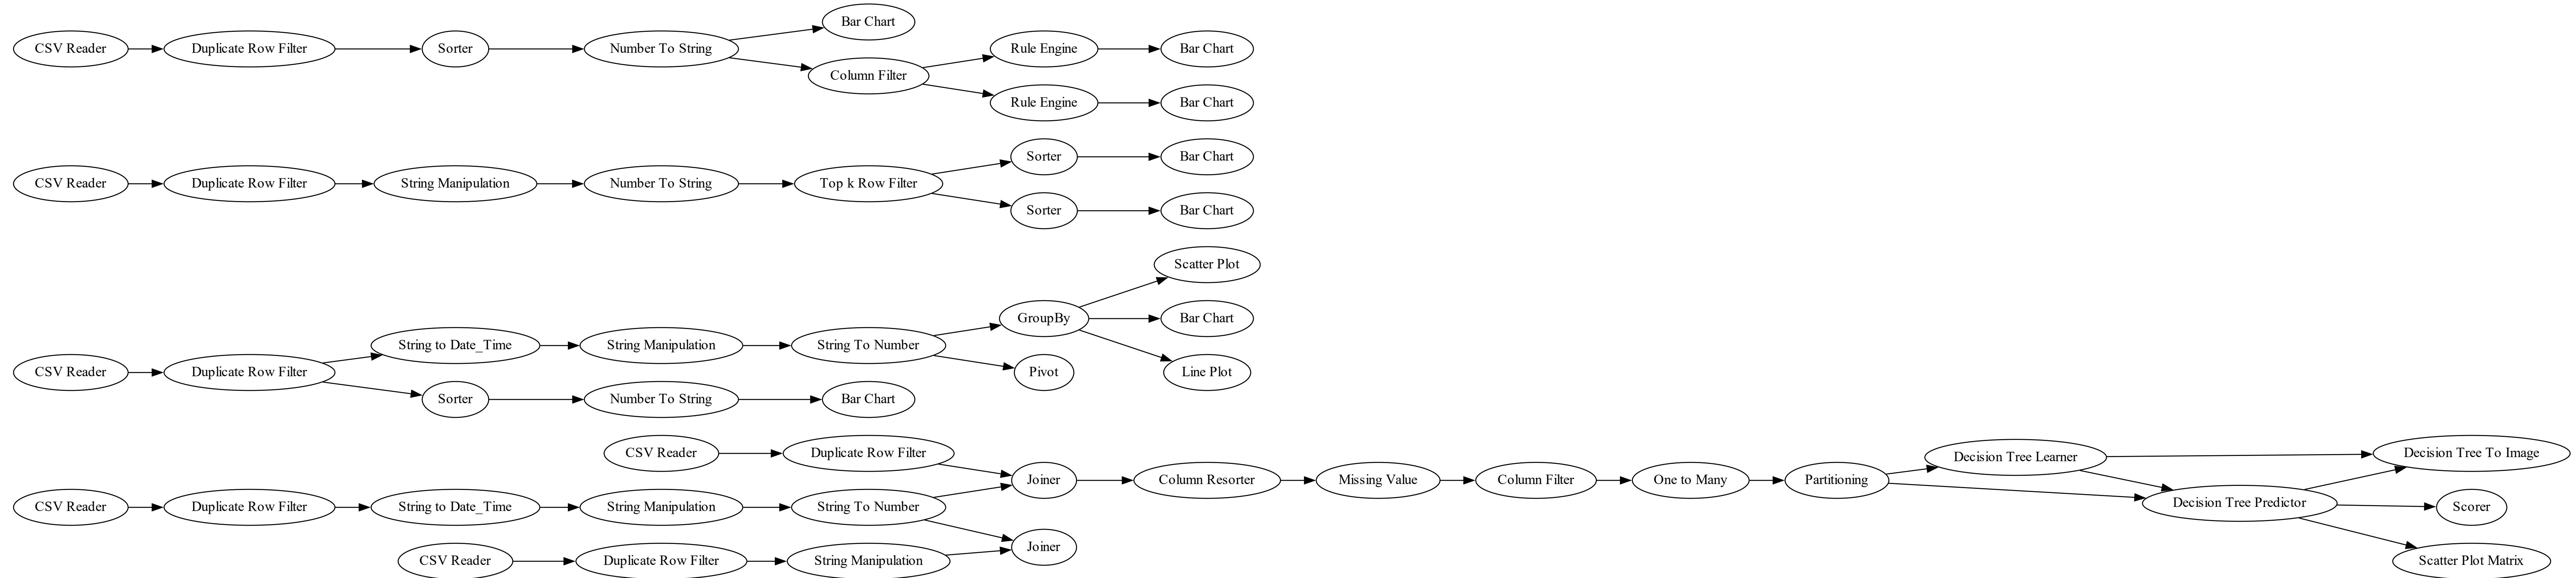 Bar Chart
CSV Reader
Duplicate Row Filter
Sorter
Number To String
Rule Engine
Bar Chart
Column Filter
Rule Engine
Bar Chart
Sorter
Bar Chart
CSV Reader
Duplicate Row Filter
String Manipulation
Number To String
Top k Row Filter
Sorter
Bar Chart
Scatter Plot
GroupBy
Bar Chart
String to Date_Time
String Manipulation
String To Number
CSV Reader
Duplicate Row Filter
Pivot
Line Plot
Sorter
Number To String
Bar Chart
CSV Reader
Duplicate Row Filter
Decision Tree Learner
Decision Tree To Image
Joiner
Column Resorter
Missing Value
Column Filter
One to Many
Partitioning
CSV Reader
Duplicate Row Filter
String to Date_Time
String Manipulation
String To Number
Decision Tree Predictor
Scorer
Joiner
CSV Reader
Duplicate Row Filter
String Manipulation
Scatter Plot Matrix